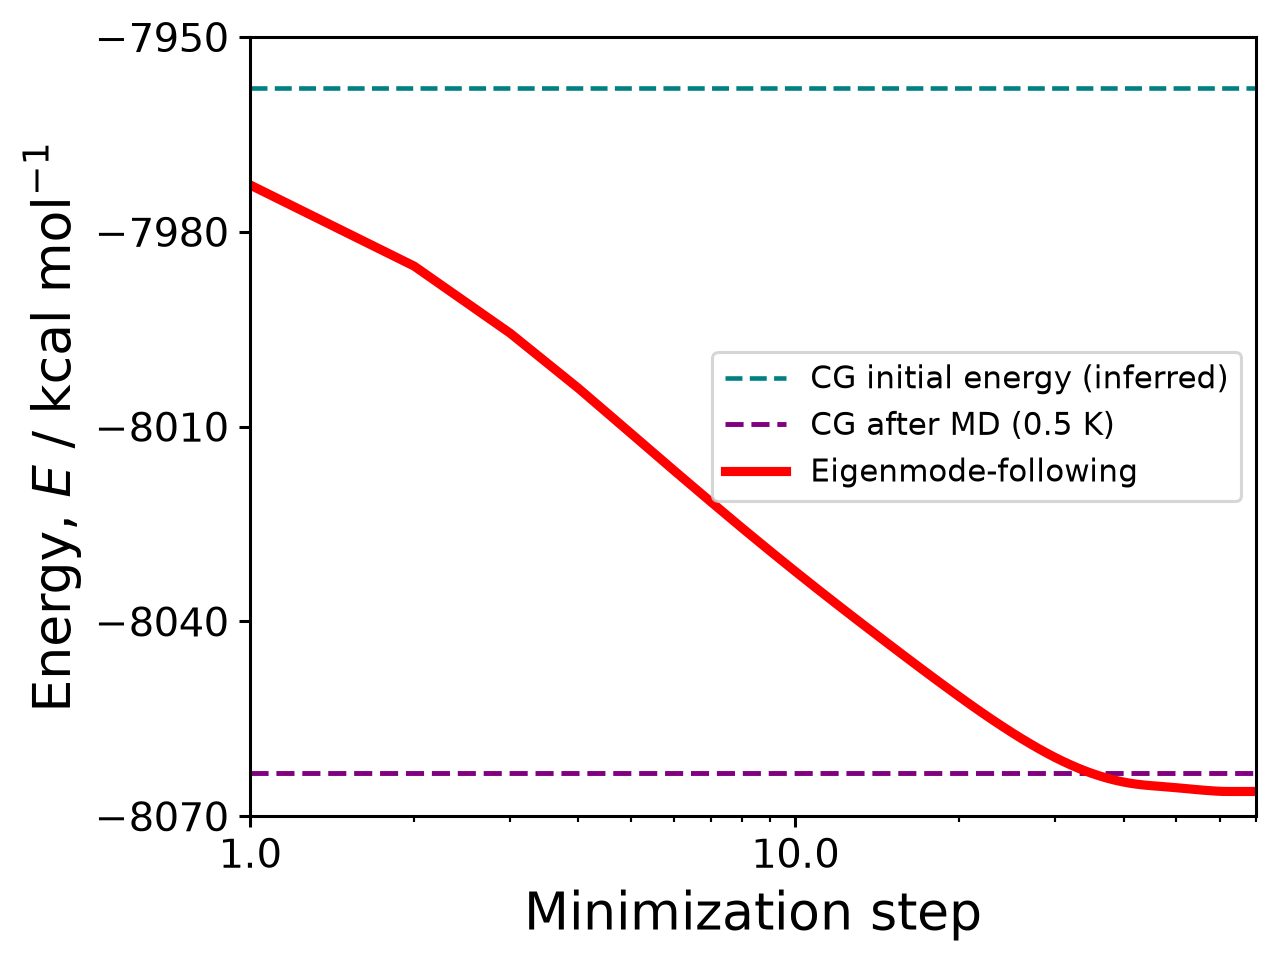 −7950
−7980
−8010
−8040
−8070
Energy, E / kcal mol⁻¹
CG initial energy (inferred)
CG after MD (0.5 K)
Eigenmode-following
1.0
10.0
Minimization step